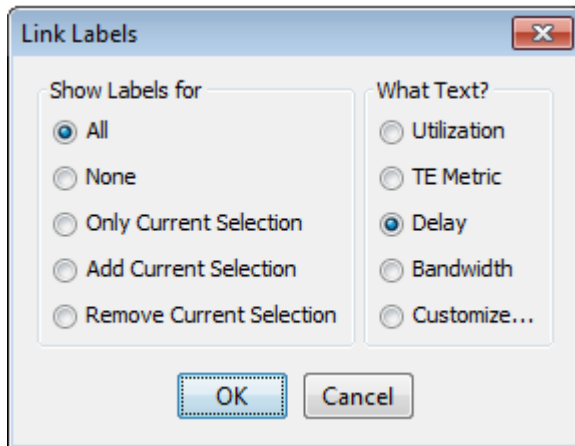 Link Labels
Show Labels for
All
None
Only Current Selection
Add Current Selection
Remove Current Selection
What Text?
Utilization
TE Metric
Delay
Bandwidth
Customize...
OK
Cancel